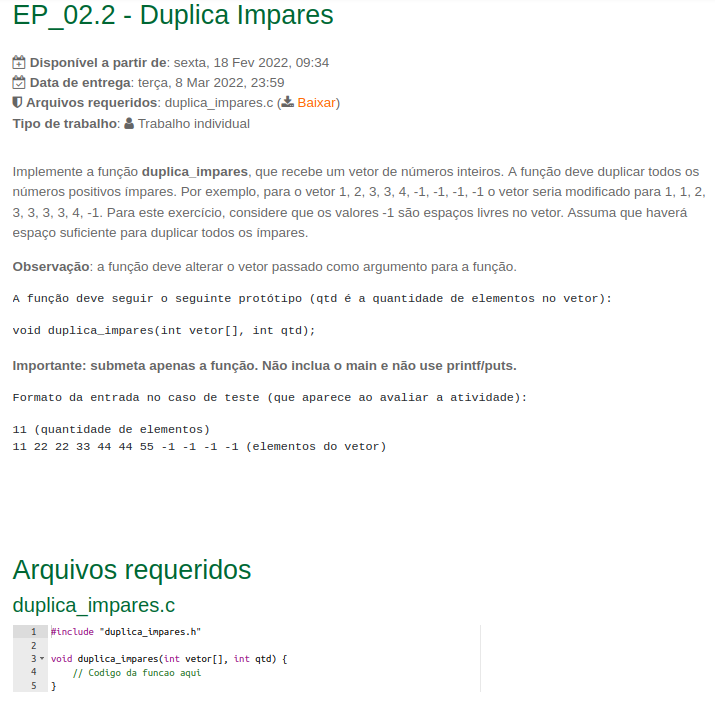 EP_02.2 - Duplica Impares
Disponível a partir de: sexta, 18 Fev 2022, 09:34
Data de entrega: terça, 8 Mar 2022, 23:59
Arquivos requeridos: duplica_impares.c (Baixar)
Tipo de trabalho: Trabalho individual
Implemente a função duplica_impares, que recebe um vetor de números inteiros. A função deve duplicar todos os
números positivos ímpares. Por exemplo, para o vetor 1, 2, 3, 3, 4, -1, -1, -1, -1 o vetor seria modificado para 1, 1, 2,
3, 3, 3, 3, 4, -1. Para este exercício, considere que os valores -1 são espaços livres no vetor. Assuma que haverá
espaço suficiente para duplicar todos os ímpares.
Observação: a função deve alterar o vetor passado como argumento para a função.
A função deve seguir o seguinte protótipo (qtd é a quantidade de elementos no vetor):
void duplica_impares(int vetor[], int qtd);
Importante: submeta apenas a função. Não inclua o main e não use printf/puts.
Formato da entrada no caso de teste (que aparece ao avaliar a atividade):
11 (quantidade de elementos)
11 22 22 33 44 44 55 -1 -1 -1 -1 (elementos do vetor)
Arquivos requeridos
duplica_impares.c
1 #include "duplica_impares.h"
2
3 void duplica_impares(int vetor[], int qtd) {
4 // Codigo da funcao aqui
5 }